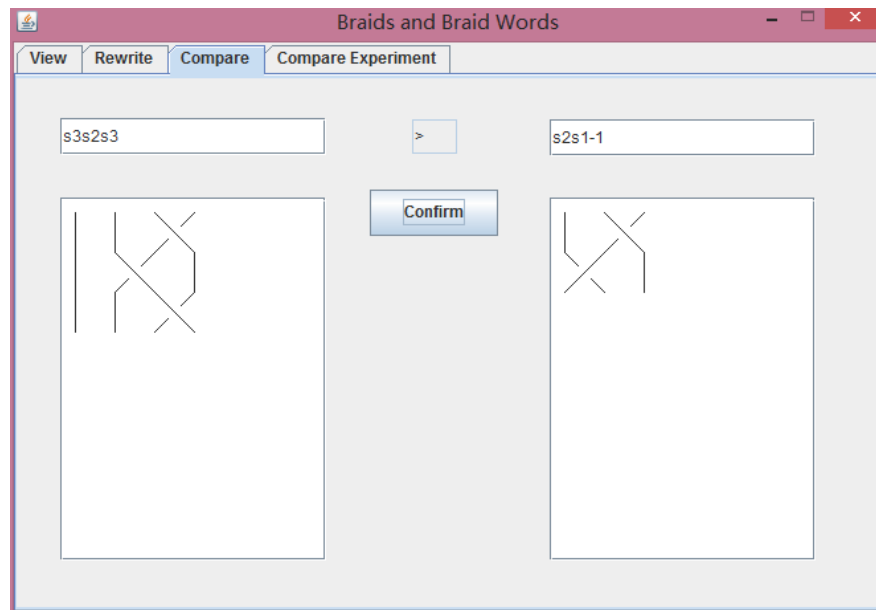 Braids and Braid Words
View Rewrite Compare Compare Experiment
s3s2s3 > s2s1-1
Confirm